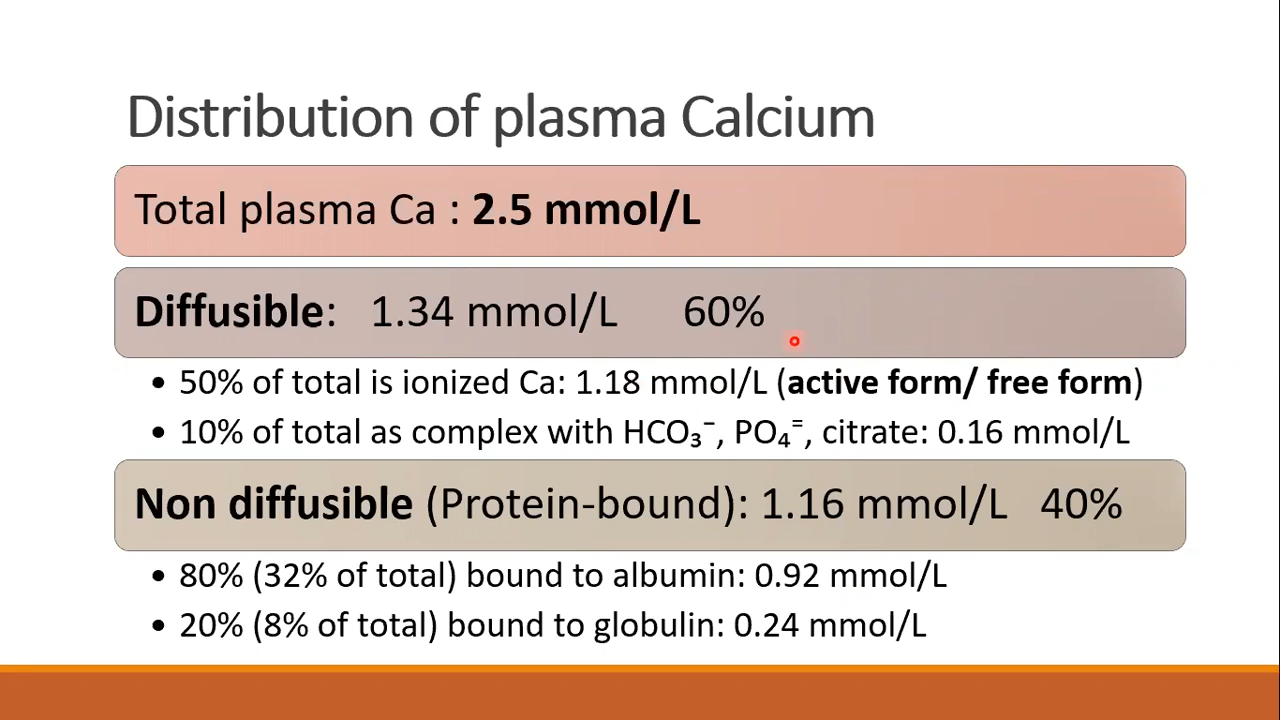 Distribution of plasma Calcium
Total plasma Ca : 2.5 mmol/L
Diffusible: 1.34 mmol/L 60%
• 50% of total is ionized Ca: 1.18 mmol/L (active form/ free form)
• 10% of total as complex with HCO₃⁻, PO₄⁼, citrate: 0.16 mmol/L
Non diffusible (Protein-bound): 1.16 mmol/L 40%
• 80% (32% of total) bound to albumin: 0.92 mmol/L
• 20% (8% of total) bound to globulin: 0.24 mmol/L